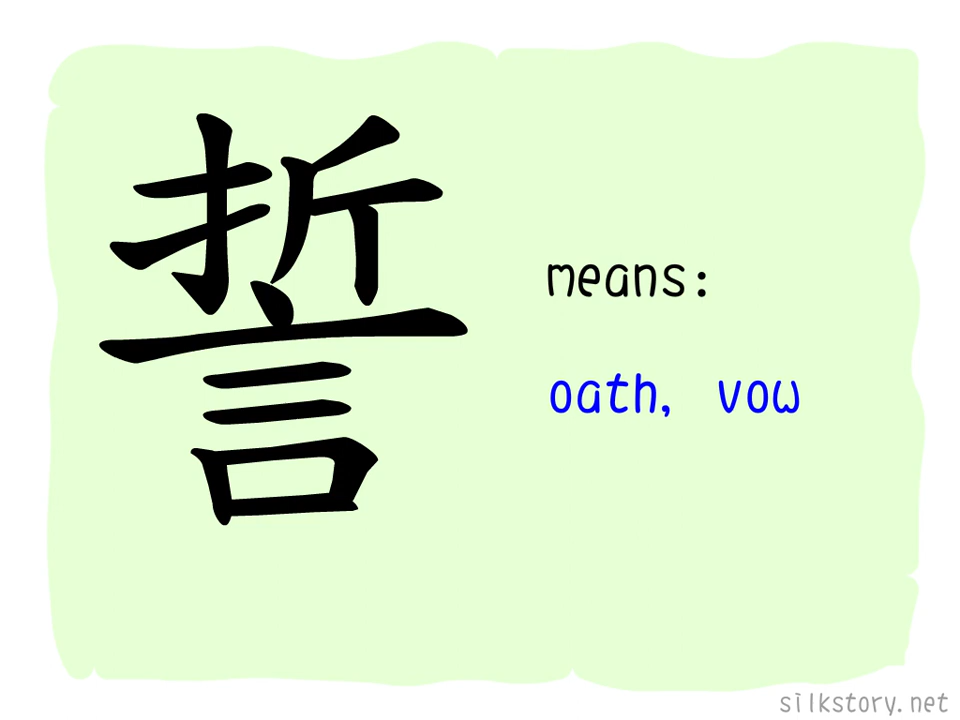 誓
means:
oath, vow
silkstory.net